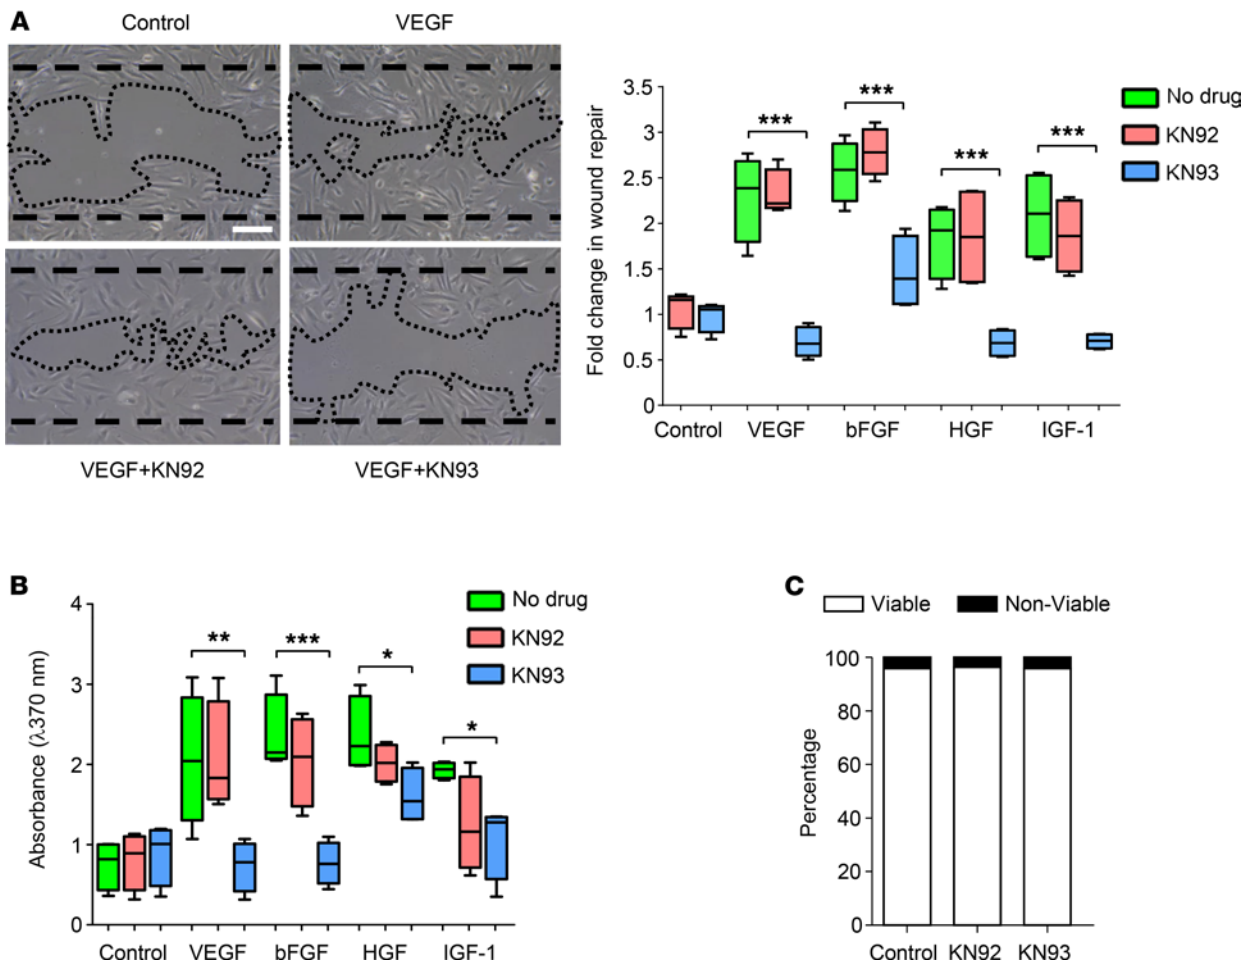 A
Control
VEGF
VEGF+KN92
VEGF+KN93
Fold change in wound repair
3.5
3
2.5
2
1.5
1
0.5
0
***
***
***
***
No drug
KN92
KN93
Control
VEGF
bFGF
HGF
IGF-1
B
Absorbance (λ370 nm)
4
3
2
1
0
**
***
*
*
No drug
KN92
KN93
Control
VEGF
bFGF
HGF
IGF-1
C
Viable
Non-Viable
Percentage
100
80
60
40
20
0
Control
KN92
KN93